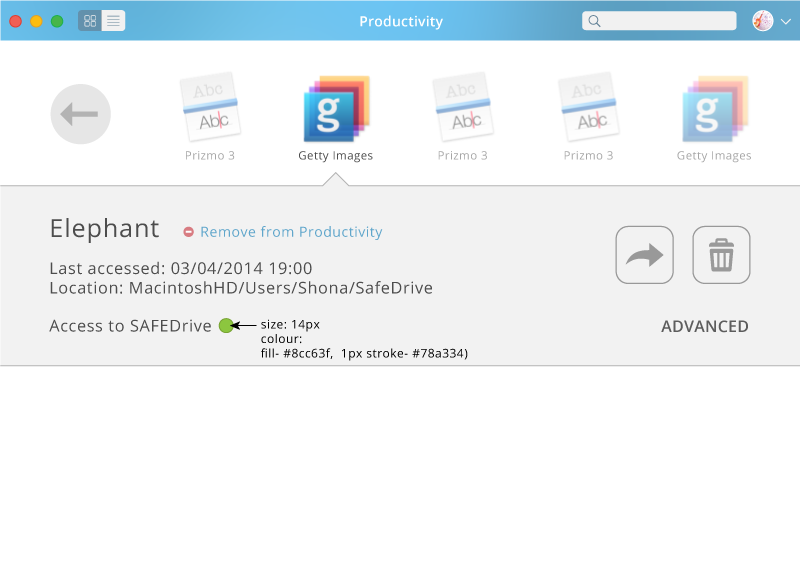 Productivity
Abc
Abc
g
Abc
Abc
Abc
Abc
g
Prizmo 3
Getty Images
Prizmo 3
Prizmo 3
Getty Images
Elephant
Remove from Productivity
Last accessed: 03/04/2014 19:00
Location: MacintoshHD/Users/Shona/SafeDrive
Access to SAFEDrive
size: 14px
colour:
fill- #8cc63f, 1px stroke- #78a334)
ADVANCED